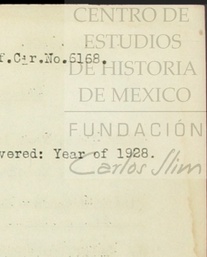 CENTRO DE
ESTUDIOS
f.Cir.No.6168.
DE HISTORIA
DE MEXICO
FUNDACIÓN
vered: Year of 1928.
Carlos Slim